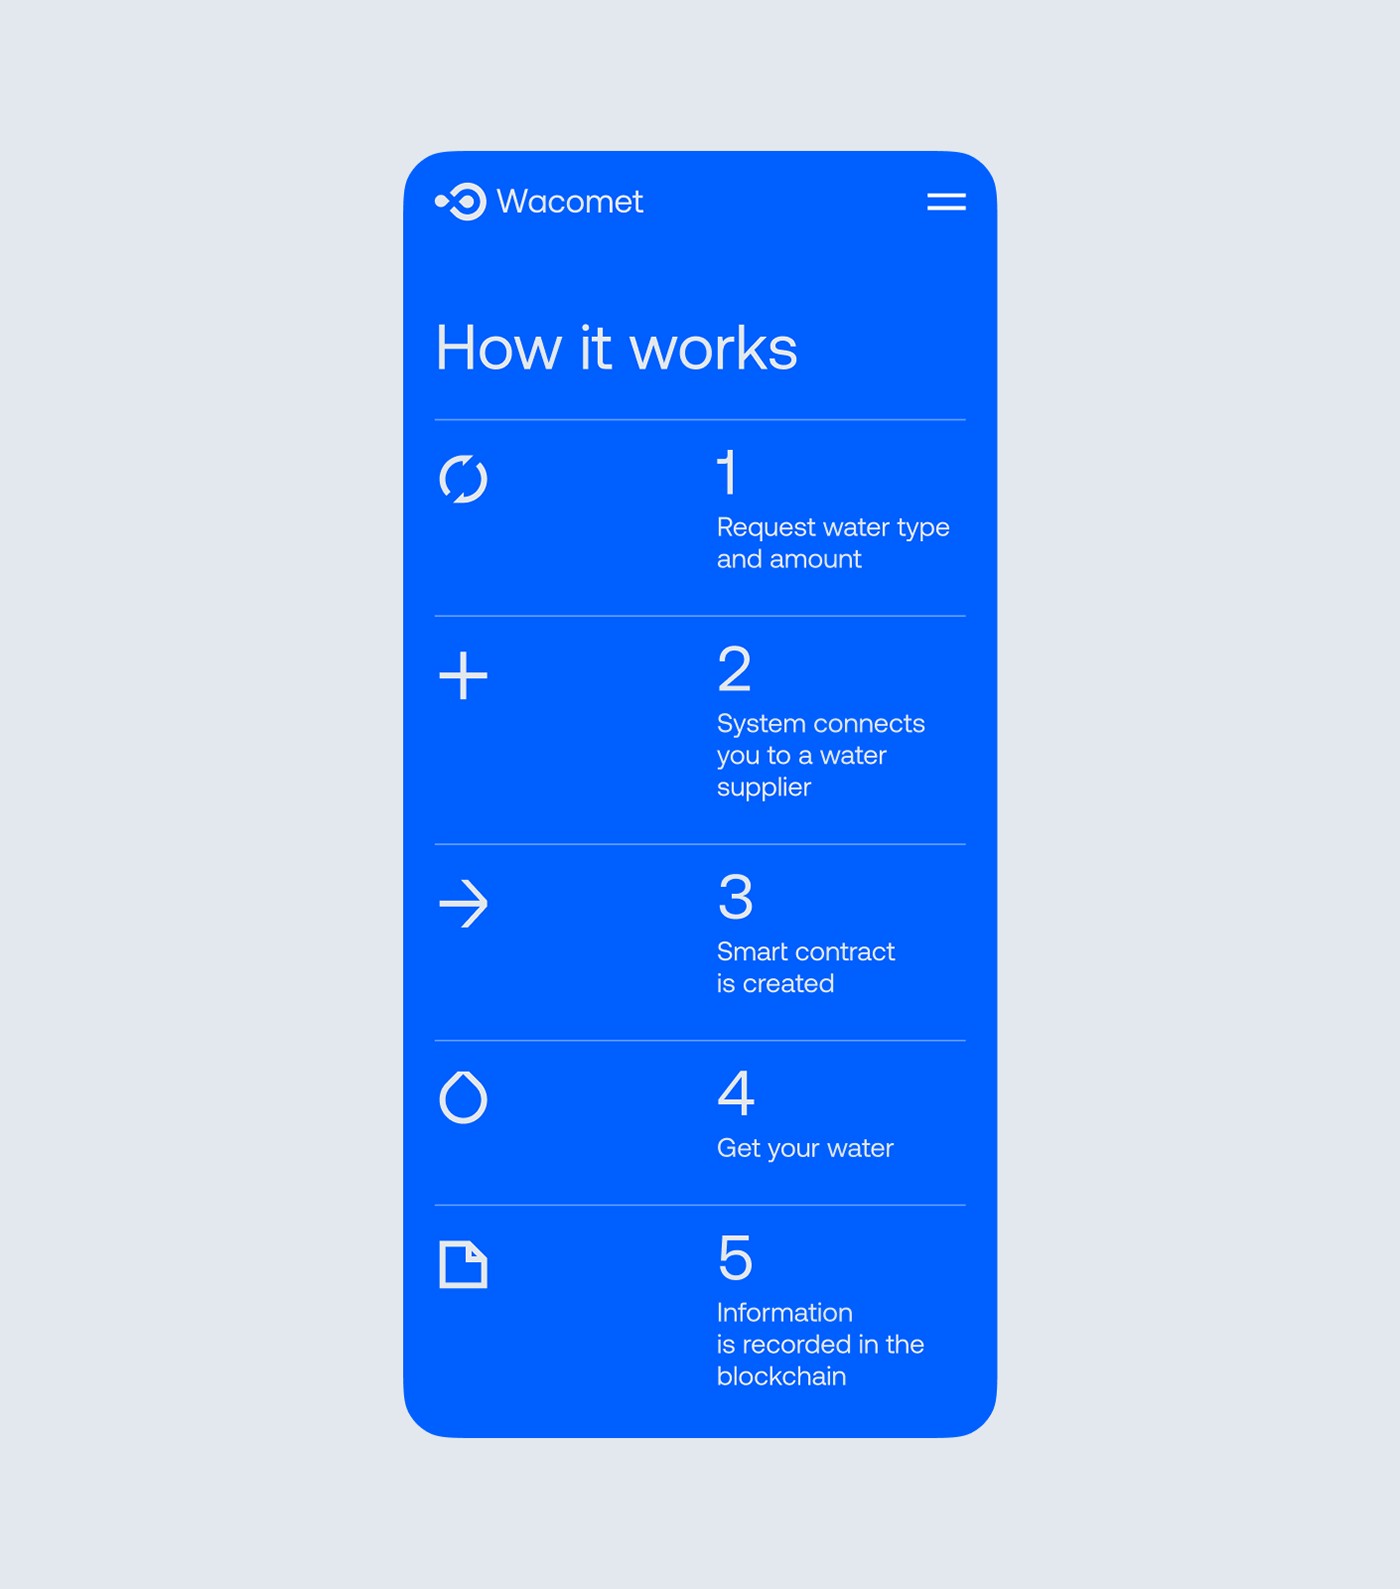 Wacomet
How it works
1
Request water type
and amount
2
System connects
you to a water
supplier
3
Smart contract
is created
4
Get your water
5
Information
is recorded in the
blockchain